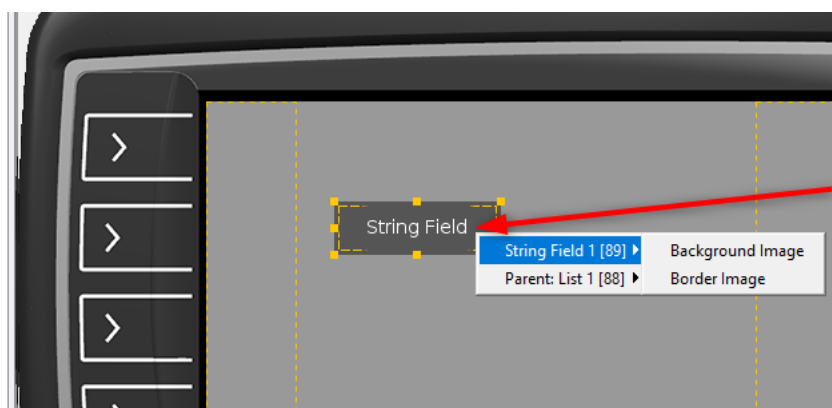 String Field
String Field 1 [89] Background Image
Parent: List 1 [88] Border Image